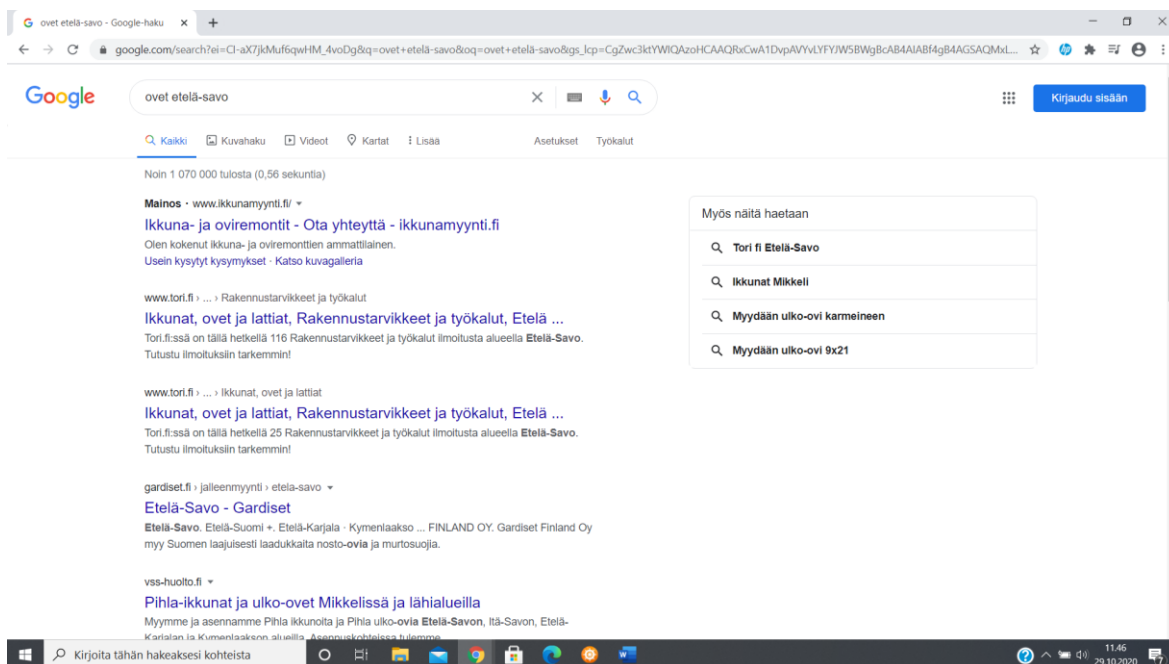 ovet etelä-savo - Google-haku
google.com/search?ei=CI-aX7jkMuf6qwHM_4voDg&q=ovet+etelä-savo&oq=ovet+etelä-savo&gs_lcp=
Google
ovet etelä-savo
Kirjaudu sisään
Kaikki Kuvahaku Videot Kartat Lisää Asetukset Työkalut
Noin 1 070 000 tulosta (0,56 sekuntia)
Mainos · www.ikkunamyynti.fi/
Ikkuna- ja oviremontit - Ota yhteyttä - ikkunamyynti.fi
Olen kokenut ikkuna- ja oviremonttien ammattilainen.
Usein kysytyt kysymykset · Katso kuvagalleria
www.tori.fi › ... › Rakennustarvikkeet ja työkalut
Ikkunat, ovet ja lattiat, Rakennustarvikkeet ja työkalut, Etelä ...
Tori.fi:ssä on tällä hetkellä 116 Rakennustarvikkeet ja työkalut ilmoitusta alueella Etelä-Savo.
Tutustu ilmoituksiin tarkemmin!
www.tori.fi › ... › Ikkunat, ovet ja lattiat
Ikkunat, ovet ja lattiat, Rakennustarvikkeet ja työkalut, Etelä ...
Tori.fi:ssä on tällä hetkellä 25 Rakennustarvikkeet ja työkalut ilmoitusta alueella Etelä-Savo.
Tutustu ilmoituksiin tarkemmin!
gardiset.fi › jalleenmyynti › etela-savo
Etelä-Savo - Gardiset
Etelä-Savo. Etelä-Suomi +. Etelä-Karjala · Kymenlaakso ... FINLAND OY. Gardiset Finland Oy
myy Suomen laajuisesti laadukkaita nosto-ovia ja murtosuojia.
vss-huolto.fi
Pihla-ikkunat ja ulko-ovet Mikkelissä ja lähialueilla
Myymme ja asennamme Pihla ikkunoita ja Pihla ulko-ovia Etelä-Savon, Itä-Savon, Etelä-
Karjalan ja Kymenlaakson alueilla. Asennuskohteissa tulemme
Myös näitä haetaan
Tori fi Etelä-Savo
Ikkunat Mikkeli
Myydään ulko-ovi karmeineen
Myydään ulko-ovi 9x21
Kirjoita tähän hakeaksesi kohteista
11.46
29.10.2020